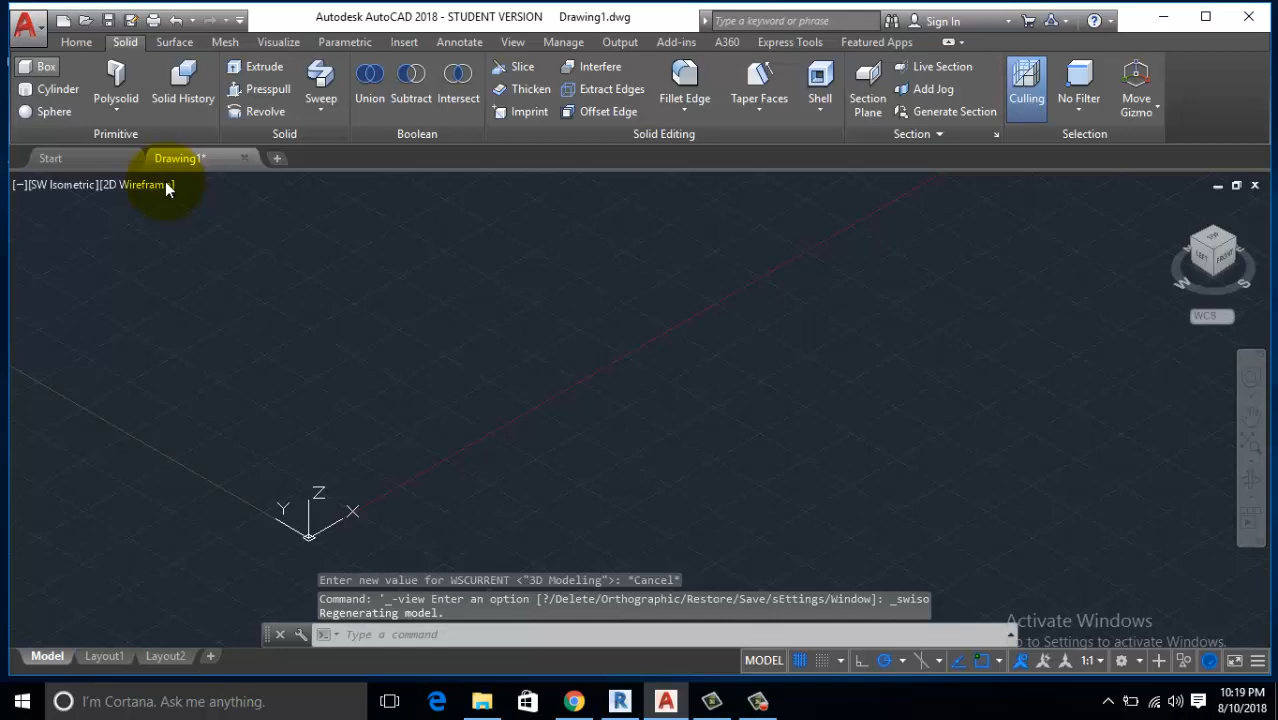 Autodesk AutoCAD 2018 - STUDENT VERSION Drawing1.dwg
Type a keyword or phrase
Sign In
Home Solid Surface Mesh Visualize Parametric Insert Annotate View Manage Output Add-ins A360 Express Tools Featured Apps
Box
Cylinder
Sphere
Polysolid
Solid History
Primitive
Extrude
Presspull
Revolve
Sweep
Solid
Union
Subtract
Intersect
Boolean
Slice
Thicken
Imprint
Interfere
Extract Edges
Offset Edge
Fillet Edge
Taper Faces
Shell
Solid Editing
Section
Plane
Live Section
Add Jog
Generate Section
Section
Culling
No Filter
Move
Gizmo
Selection
Start
Drawing1*
[−][SW Isometric][2D Wireframe]
TOP
LEFT
FRONT
W
S
WCS
Z
Y
X
Enter new value for WSCURRENT <"3D Modeling">: *Cancel*
Command: '_-view Enter an option [?/Delete/Orthographic/Restore/Save/sEttings/Window]: _swiso
Regenerating model.
Type a command
Activate Windows
Go to Settings to activate Windows.
Model Layout1 Layout2
MODEL
1:1
I'm Cortana. Ask me anything.
10:19 PM
8/10/2018